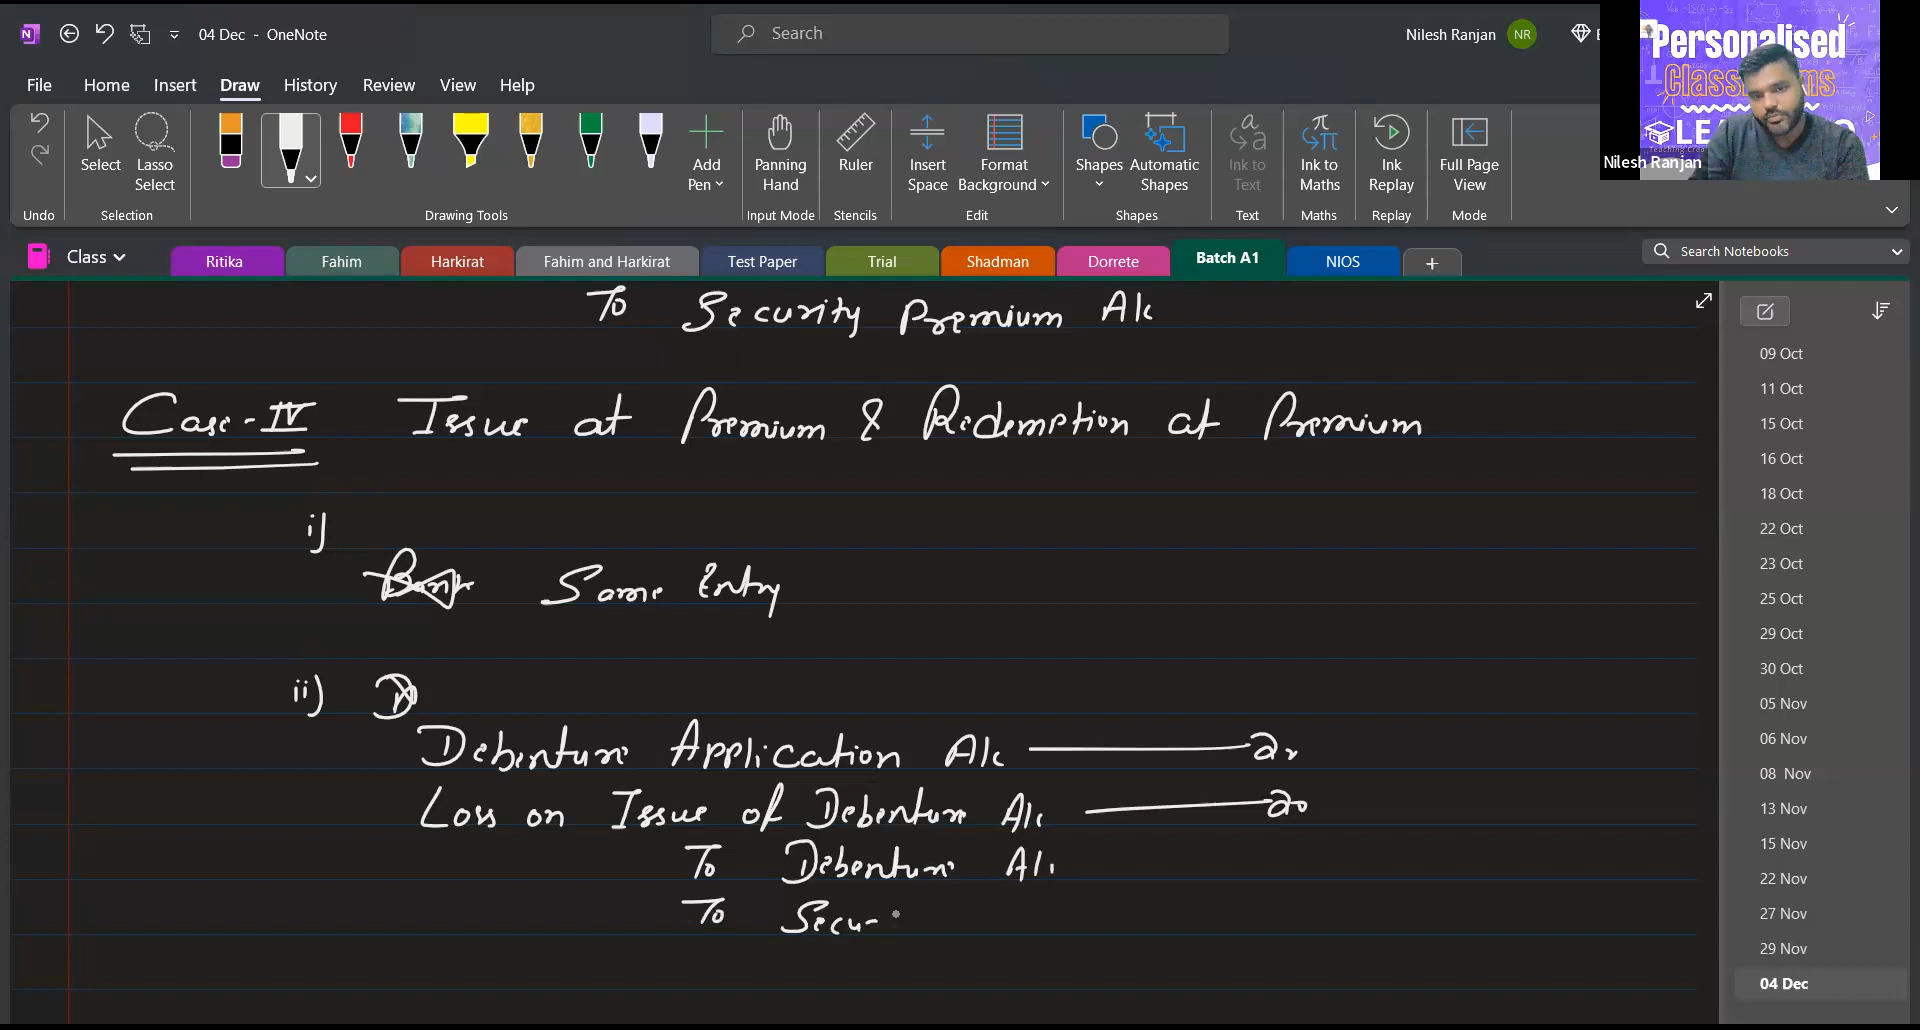 04 Dec - OneNote
Search
Nilesh Ranjan NR
Personalised
Nilesh Ranjan
File Home Insert Draw History Review View Help
Select Lasso Select Add Pen Panning Hand Ruler Insert Space Format Background Shapes Automatic Shapes Ink to Text Ink to Maths Ink Replay Full Page View
Undo Selection Drawing Tools Input Mode Stencils Edit Shapes Text Maths Replay Mode
Class Ritika Fahim Harkirat Fahim and Harkirat Test Paper Trial Shadman Dorrete Batch A1 NIOS + Search Notebooks
To Security Premium A/c
Case-IV Issue at Premium & Redemption at Premium
i)
Same Entry
ii)
Debenture Application A/c Dr
Loss on Issue of Debenture A/c Dr
To Debenture A/c
To Secu-
09 Oct
11 Oct
15 Oct
16 Oct
18 Oct
22 Oct
23 Oct
25 Oct
29 Oct
30 Oct
05 Nov
06 Nov
08 Nov
13 Nov
15 Nov
22 Nov
27 Nov
29 Nov
04 Dec